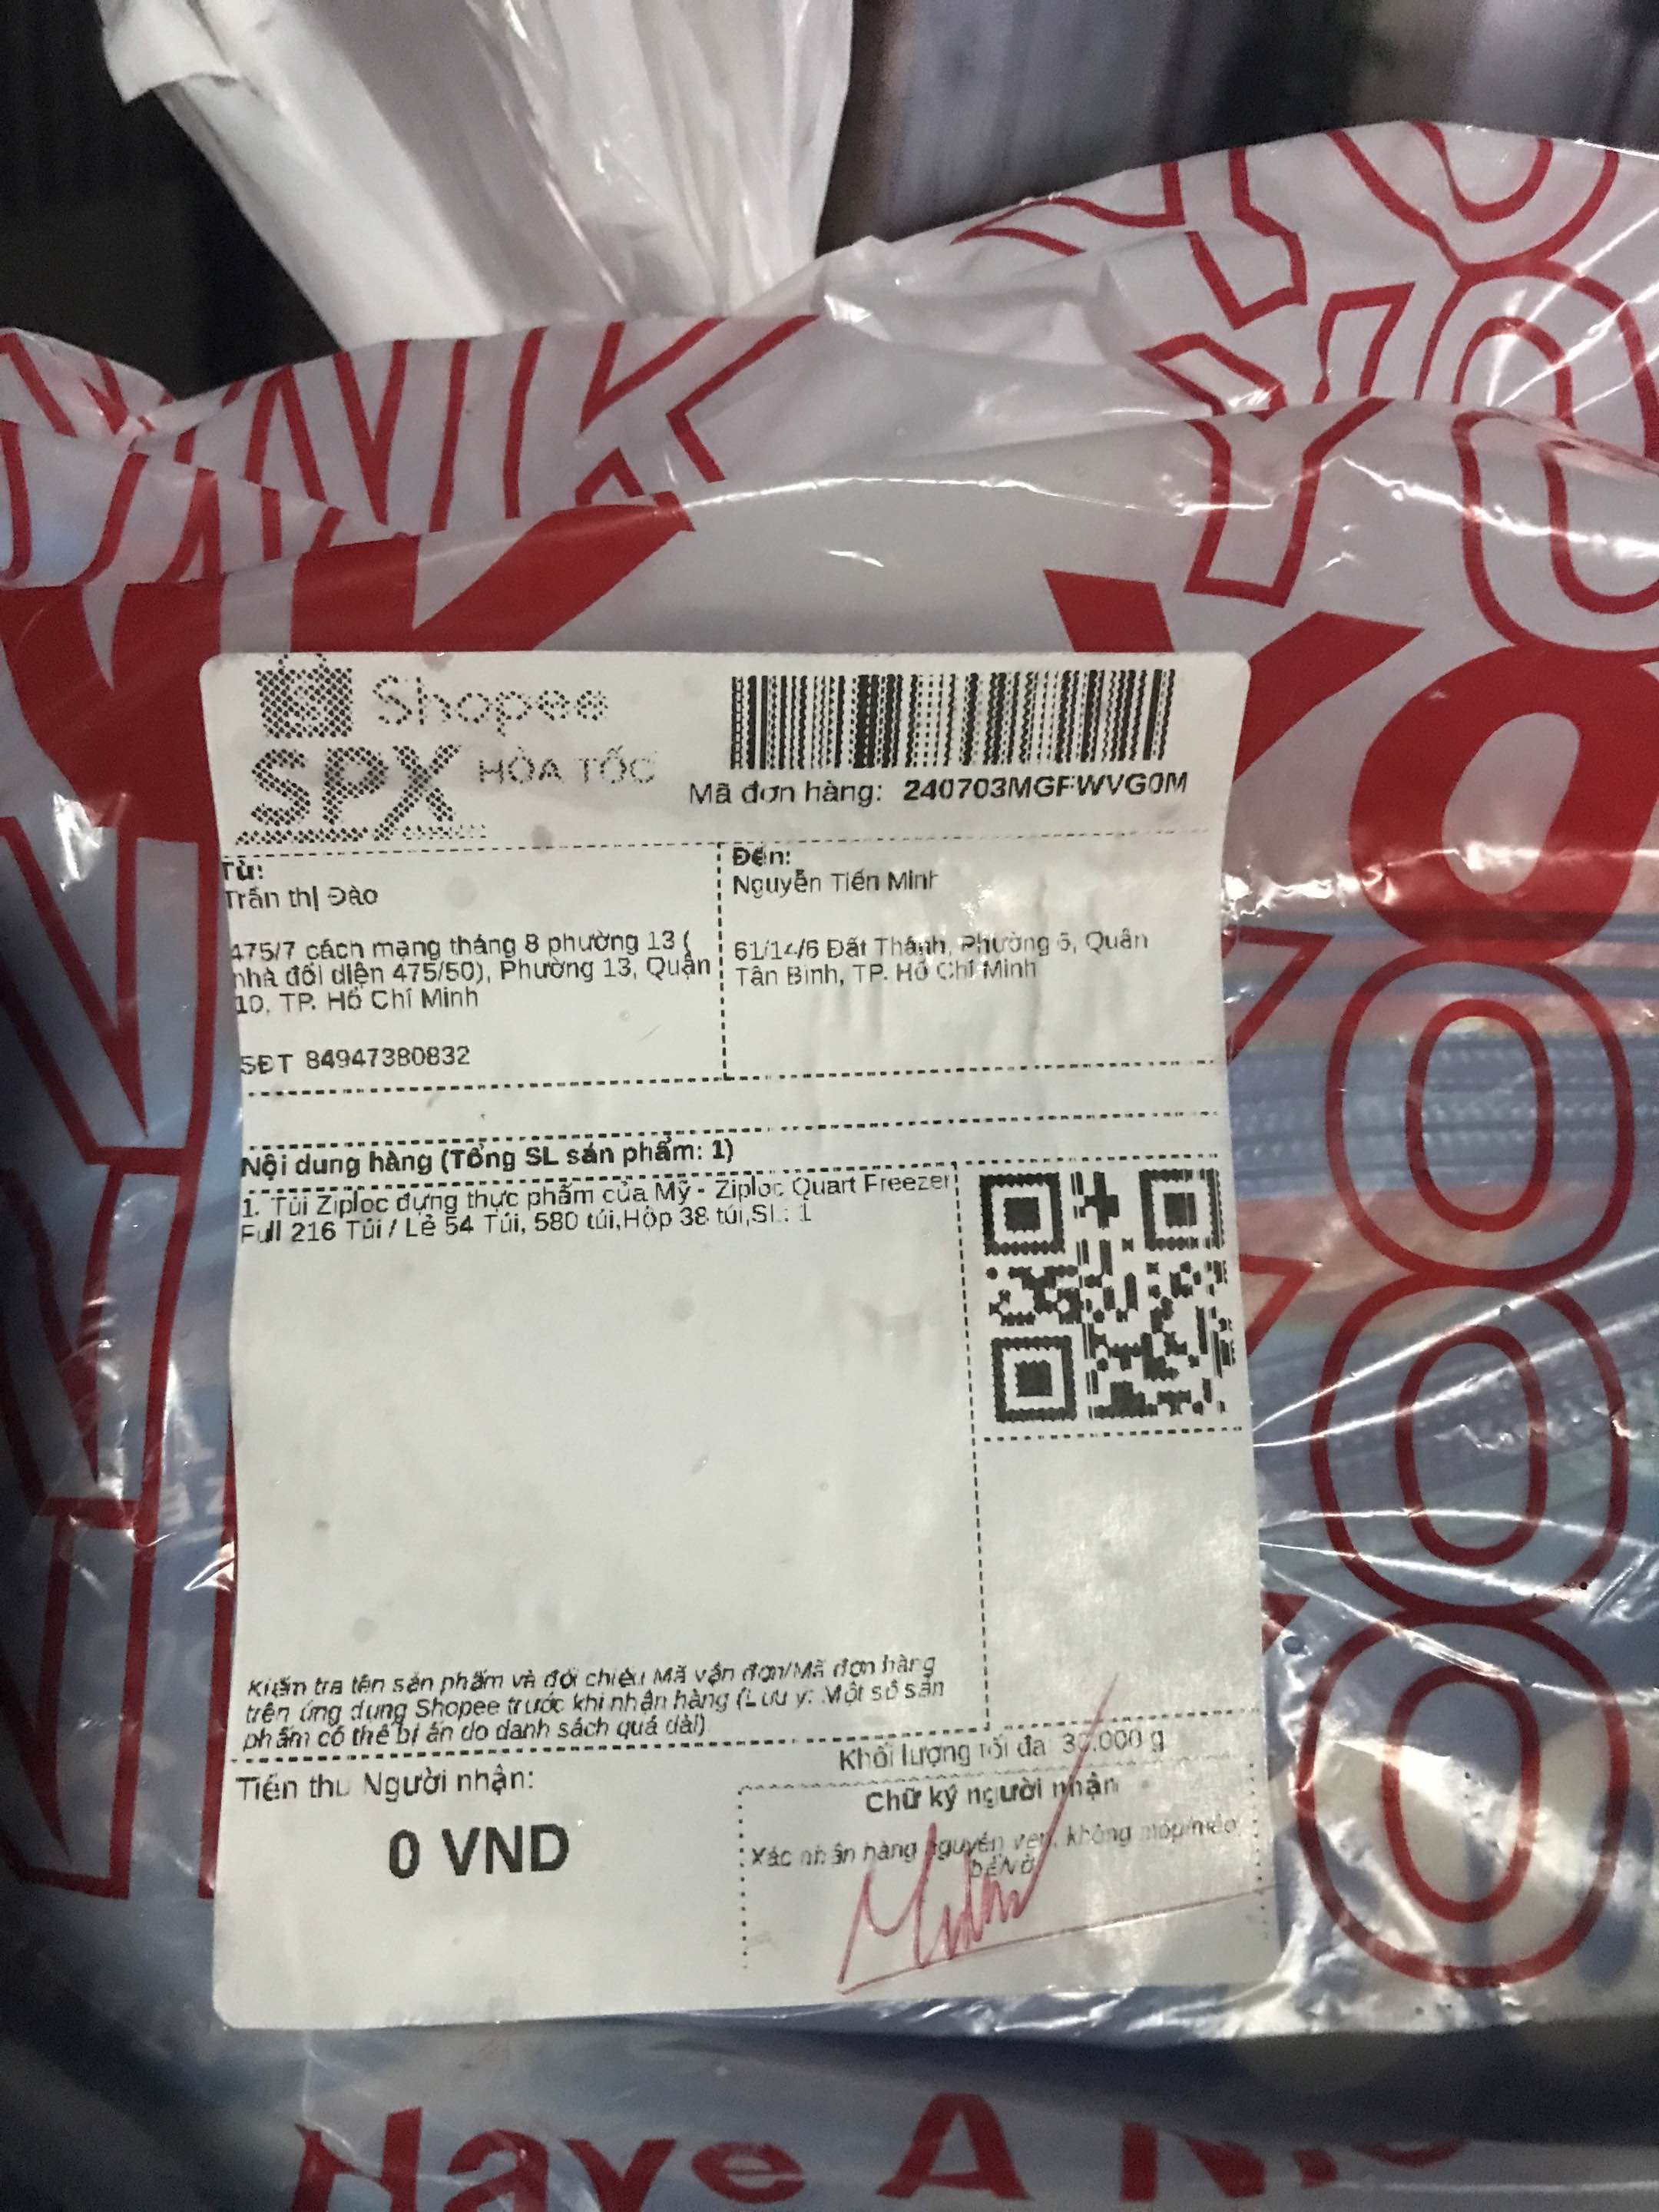 Shopee
SPX HỎA TỐC
Mã đơn hàng: 240703MGFWVG0M
Từ:
Trần thị Đào
475/7 cách mạng tháng 8 phường 13 (
nhà đối diện 475/50), Phường 13, Quận
10, TP. Hồ Chí Minh
SĐT 84947380832
Đến:
Nguyễn Tiến Minh
61/14/6 Đất Thánh, Phường 6, Quận
Tân Bình, TP. Hồ Chí Minh
Nội dung hàng (Tổng SL sản phẩm: 1)
1. Túi Ziploc đựng thực phẩm của Mỹ - Ziploc Quart Freezer
Full 216 Túi / Lẻ 54 Túi, 580 túi,Hộp 38 túi,SL: 1
Kiểm tra tên sản phẩm và đối chiếu Mã vận đơn/Mã đơn hàng
trên ứng dụng Shopee trước khi nhận hàng (Lưu ý: Một số sản
phẩm có thể bị ẩn do danh sách quá dài).
Khối lượng tối đa: 30.000 g
Tiền thu Người nhận:
0 VND
Chữ ký người nhận
Xác nhận hàng nguyên vẹn, không móp/méo,
bể/vỡ
Have A